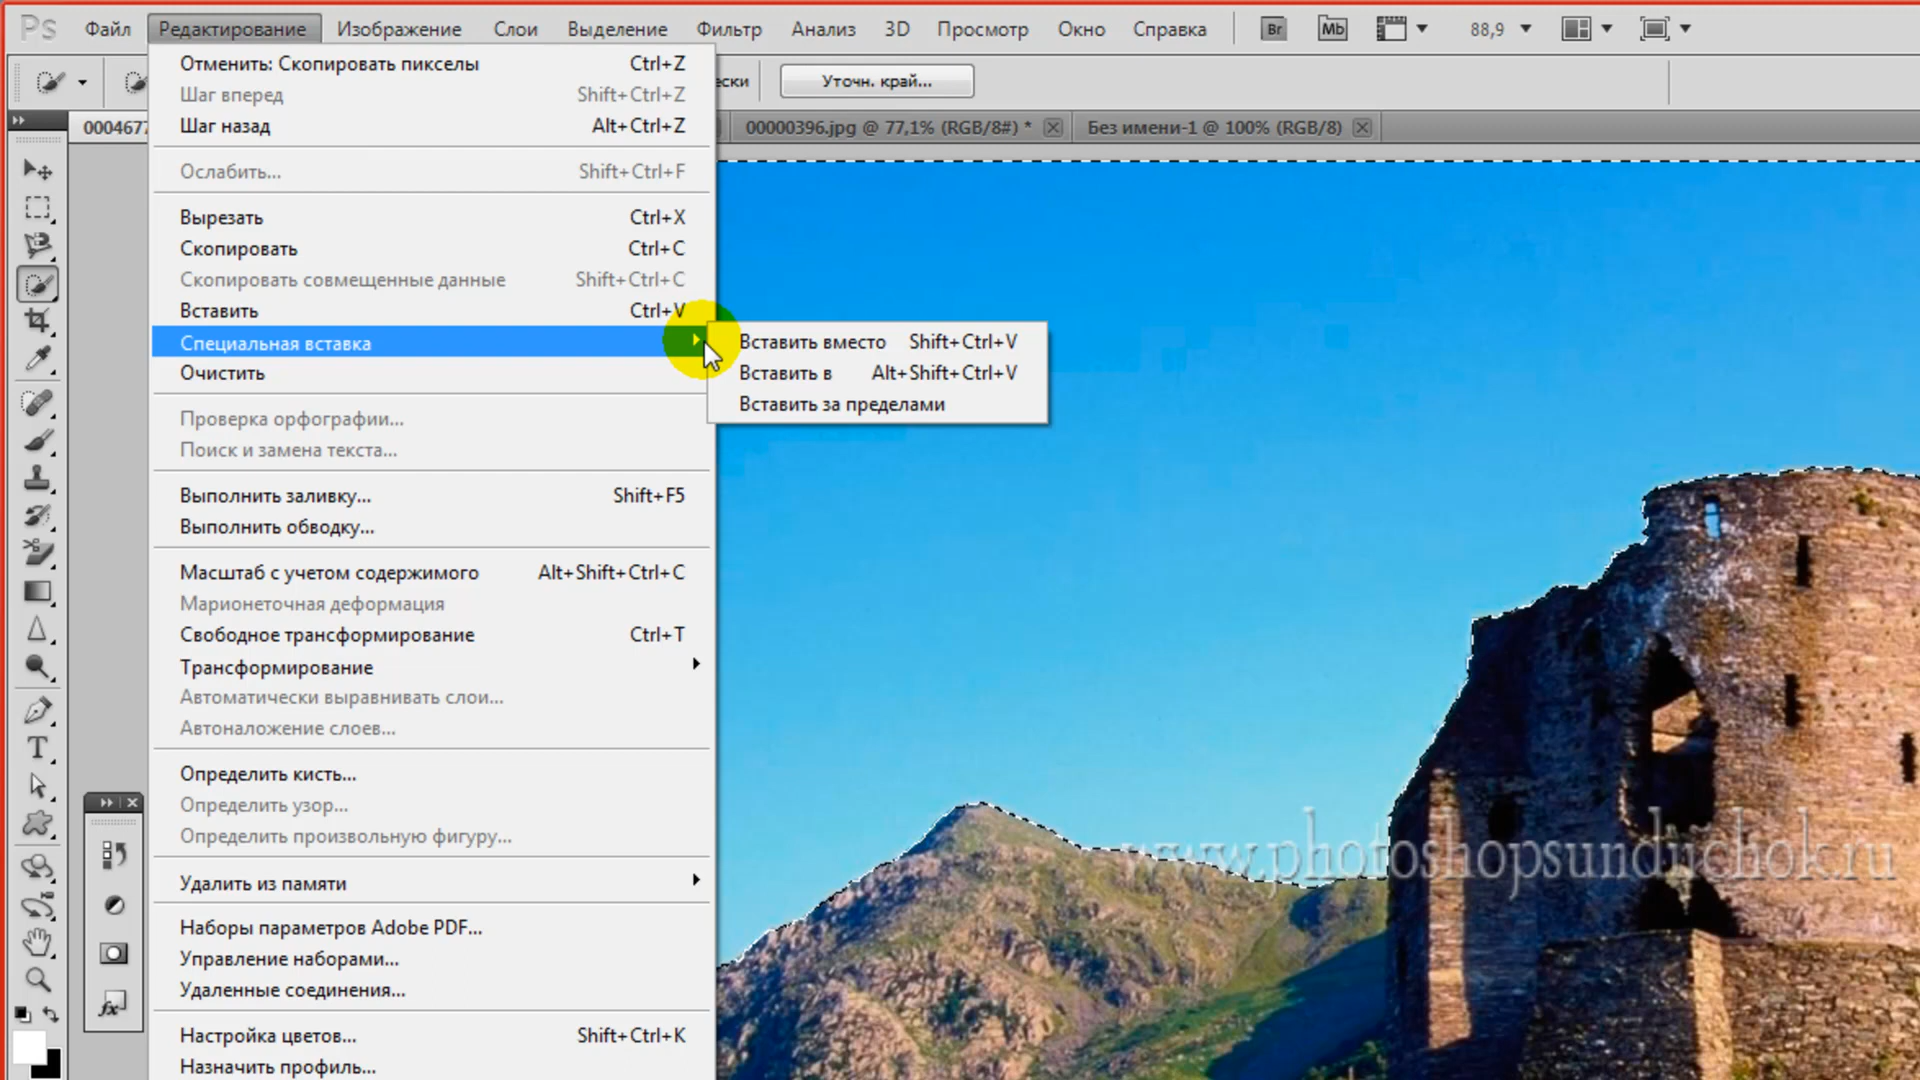 Ps Файл Редактирование Изображение Слои Выделение Фильтр Анализ 3D Просмотр Окно Справка Br Mb 88,9
ески Уточн. край...
0004677 00000396.jpg @ 77,1% (RGB/8#) * Без имени-1 @ 100% (RGB/8)
Отменить: Скопировать пикселы Ctrl+Z
Шаг вперед Shift+Ctrl+Z
Шаг назад Alt+Ctrl+Z
Ослабить... Shift+Ctrl+F
Вырезать Ctrl+X
Скопировать Ctrl+C
Скопировать совмещенные данные Shift+Ctrl+C
Вставить Ctrl+V
Специальная вставка
Очистить
Вставить вместо Shift+Ctrl+V
Вставить в Alt+Shift+Ctrl+V
Вставить за пределами
Проверка орфографии...
Поиск и замена текста...
Выполнить заливку... Shift+F5
Выполнить обводку...
Масштаб с учетом содержимого Alt+Shift+Ctrl+C
Марионеточная деформация
Свободное трансформирование Ctrl+T
Трансформирование
Автоматически выравнивать слои...
Автоналожение слоев...
Определить кисть...
Определить узор...
Определить произвольную фигуру...
Удалить из памяти
Наборы параметров Adobe PDF...
Управление наборами...
Удаленные соединения...
Настройка цветов... Shift+Ctrl+K
Назначить профиль...
www.photoshopsunduchok.ru